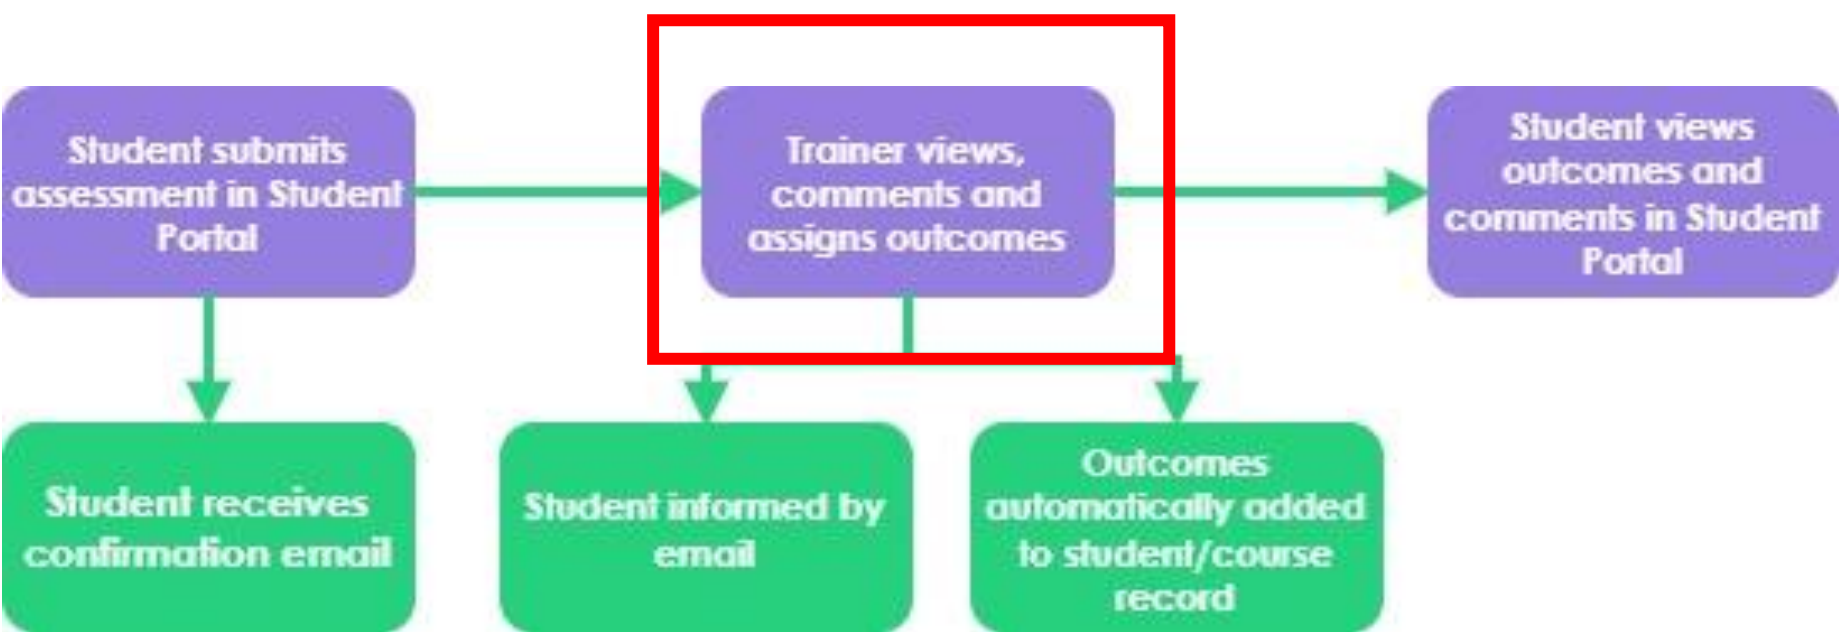 Student submits
assessment in Student
Portal
Trainer views,
comments and
assigns outcomes
Student views
outcomes and
comments in Student
Portal
Student receives
confirmation email
Student informed by
email
Outcomes
automatically added
to student/course
record